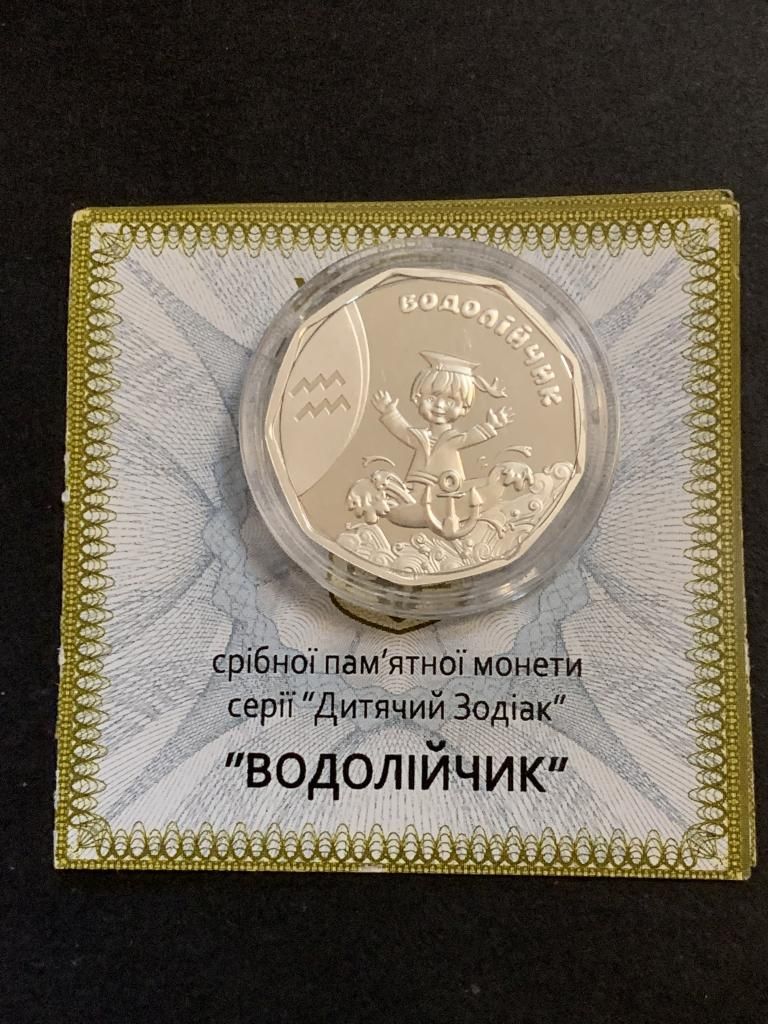 ВОДОЛІЙЧИК
срібної пам'ятної монети
серії "Дитячий Зодіак"
"ВОДОЛІЙЧИК"